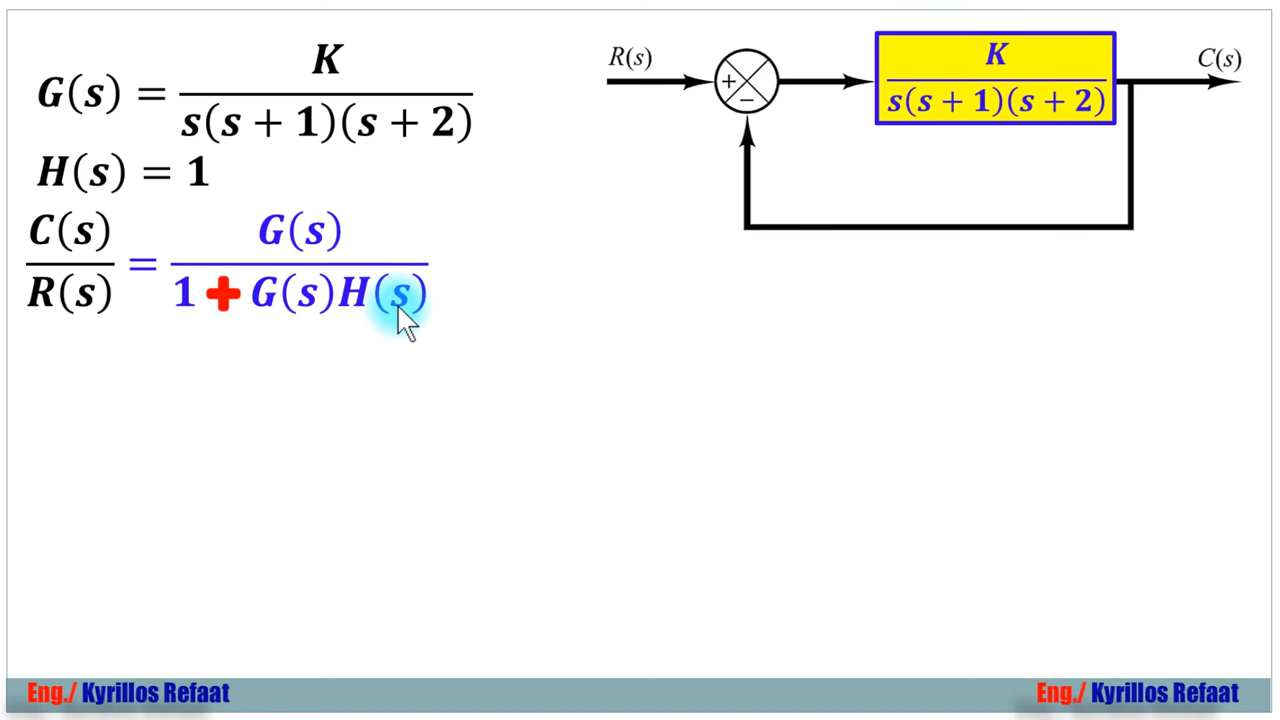 G(s) = K / s(s + 1)(s + 2)
H(s) = 1
C(s) / R(s) = G(s) / 1 + G(s)H(s)
R(s)
+
−
K
s(s + 1)(s + 2)
C(s)
Eng./ Kyrillos Refaat
Eng./ Kyrillos Refaat